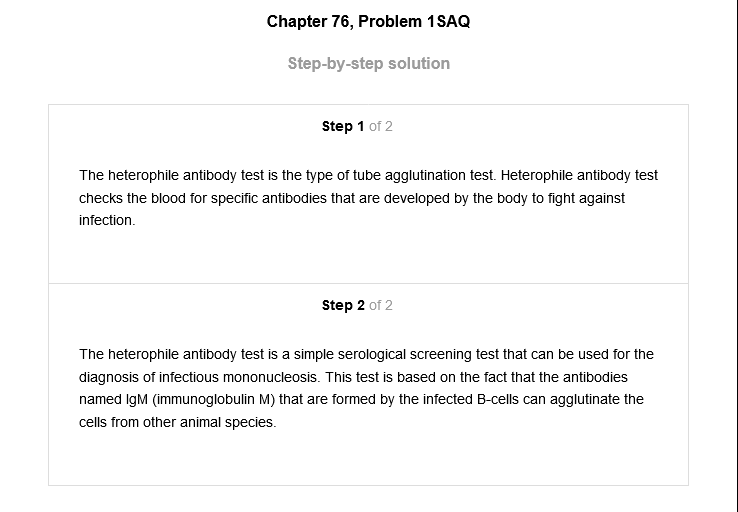 Chapter 76, Problem 1SAQ
Step-by-step solution
Step 1 of 2
The heterophile antibody test is the type of tube agglutination test. Heterophile antibody test
checks the blood for specific antibodies that are developed by the body to fight against
infection.
Step 2 of 2
The heterophile antibody test is a simple serological screening test that can be used for the
diagnosis of infectious mononucleosis. This test is based on the fact that the antibodies
named IgM (immunoglobulin M) that are formed by the infected B-cells can agglutinate the
cells from other animal species.